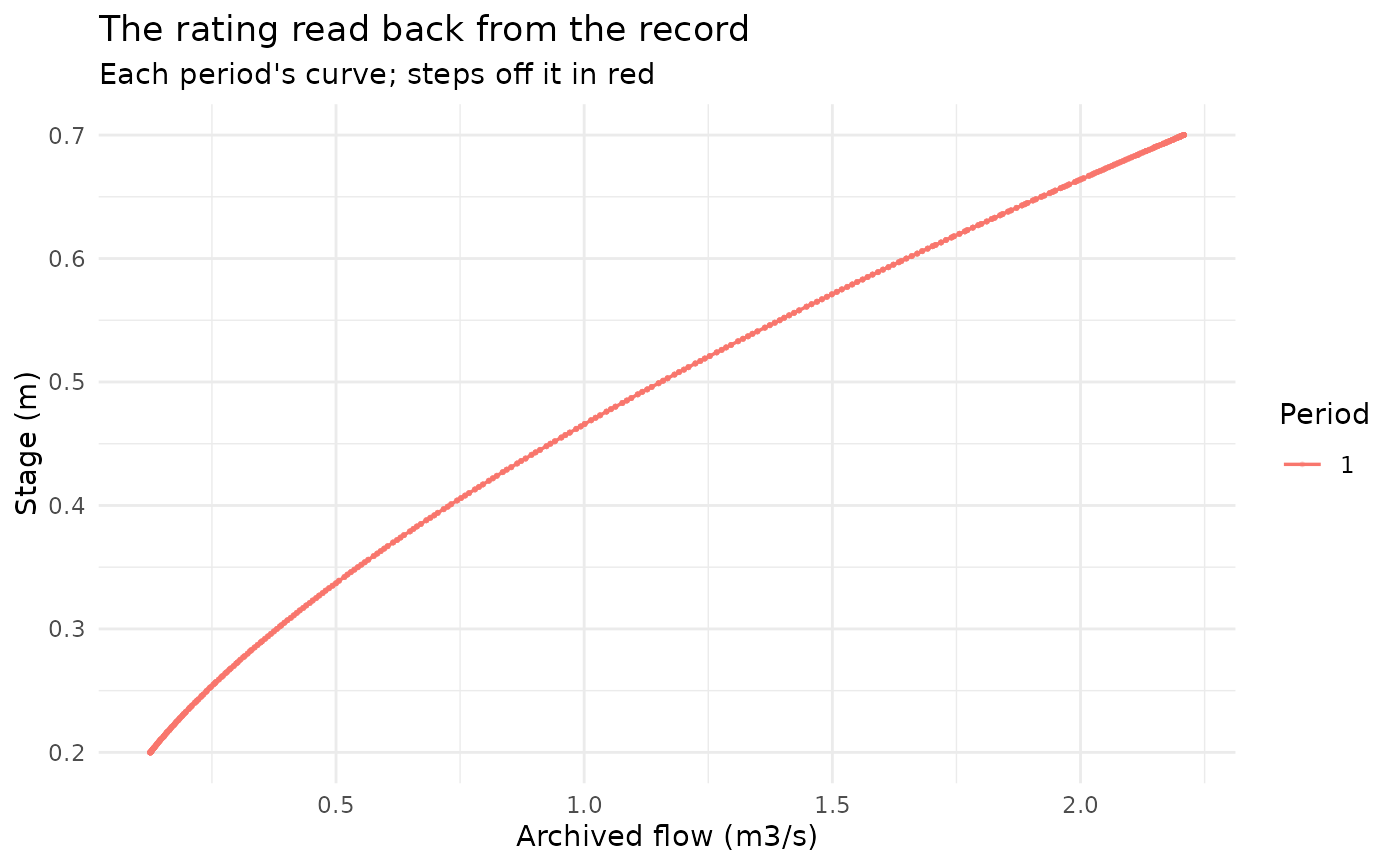 The rating read back from the record
Each period's curve; steps off it in red
0.7
0.6
0.5
0.4
0.3
0.2
Stage (m)
0.5
1.0
1.5
2.0
Archived flow (m3/s)
Period
1